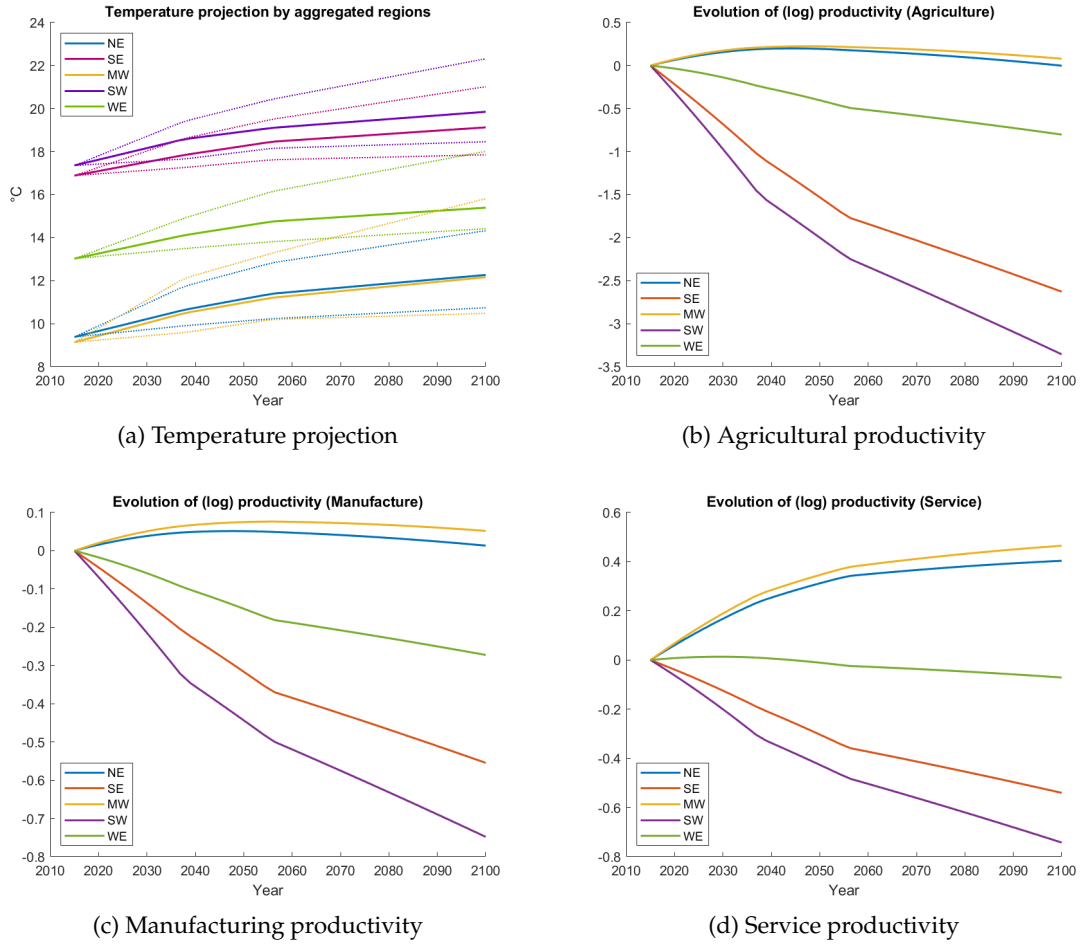 Temperature projection by aggregated regions
24
22
20
18
16
14
12
10
8
°C
NE
SE
MW
SW
WE
2010 2020 2030 2040 2050 2060 2070 2080 2090 2100
Year
(a) Temperature projection
Evolution of (log) productivity (Agriculture)
0.5
0
-0.5
-1
-1.5
-2
-2.5
-3
-3.5
NE
SE
MW
SW
WE
2010 2020 2030 2040 2050 2060 2070 2080 2090 2100
Year
(b) Agricultural productivity
Evolution of (log) productivity (Manufacture)
0.1
0
-0.1
-0.2
-0.3
-0.4
-0.5
-0.6
-0.7
-0.8
NE
SE
MW
SW
WE
2010 2020 2030 2040 2050 2060 2070 2080 2090 2100
Year
(c) Manufacturing productivity
Evolution of (log) productivity (Service)
0.6
0.4
0.2
0
-0.2
-0.4
-0.6
-0.8
NE
SE
MW
SW
WE
2010 2020 2030 2040 2050 2060 2070 2080 2090 2100
Year
(d) Service productivity